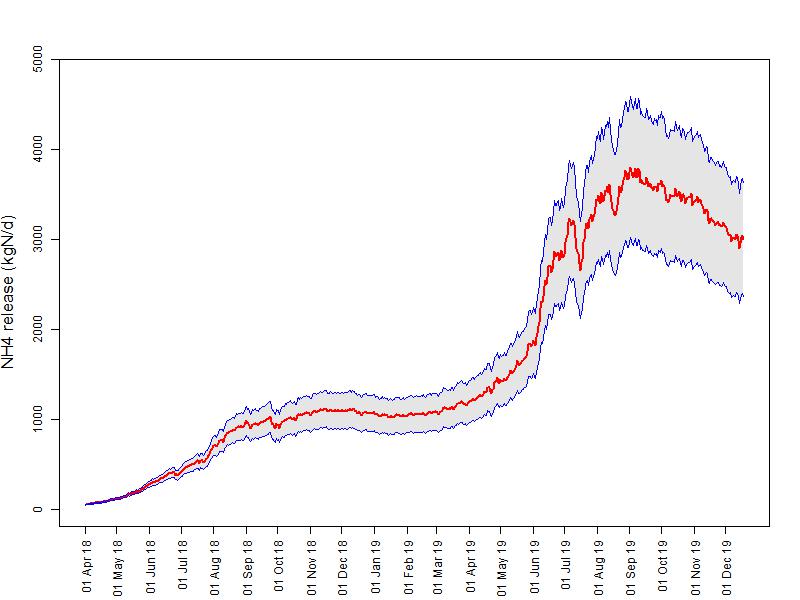 NH4 release (kgN/d)
5000
4000
3000
2000
1000
0
01 Apr 18
01 May 18
01 Jun 18
01 Jul 18
01 Aug 18
01 Sep 18
01 Oct 18
01 Nov 18
01 Dec 18
01 Jan 19
01 Feb 19
01 Mar 19
01 Apr 19
01 May 19
01 Jun 19
01 Jul 19
01 Aug 19
01 Sep 19
01 Oct 19
01 Nov 19
01 Dec 19